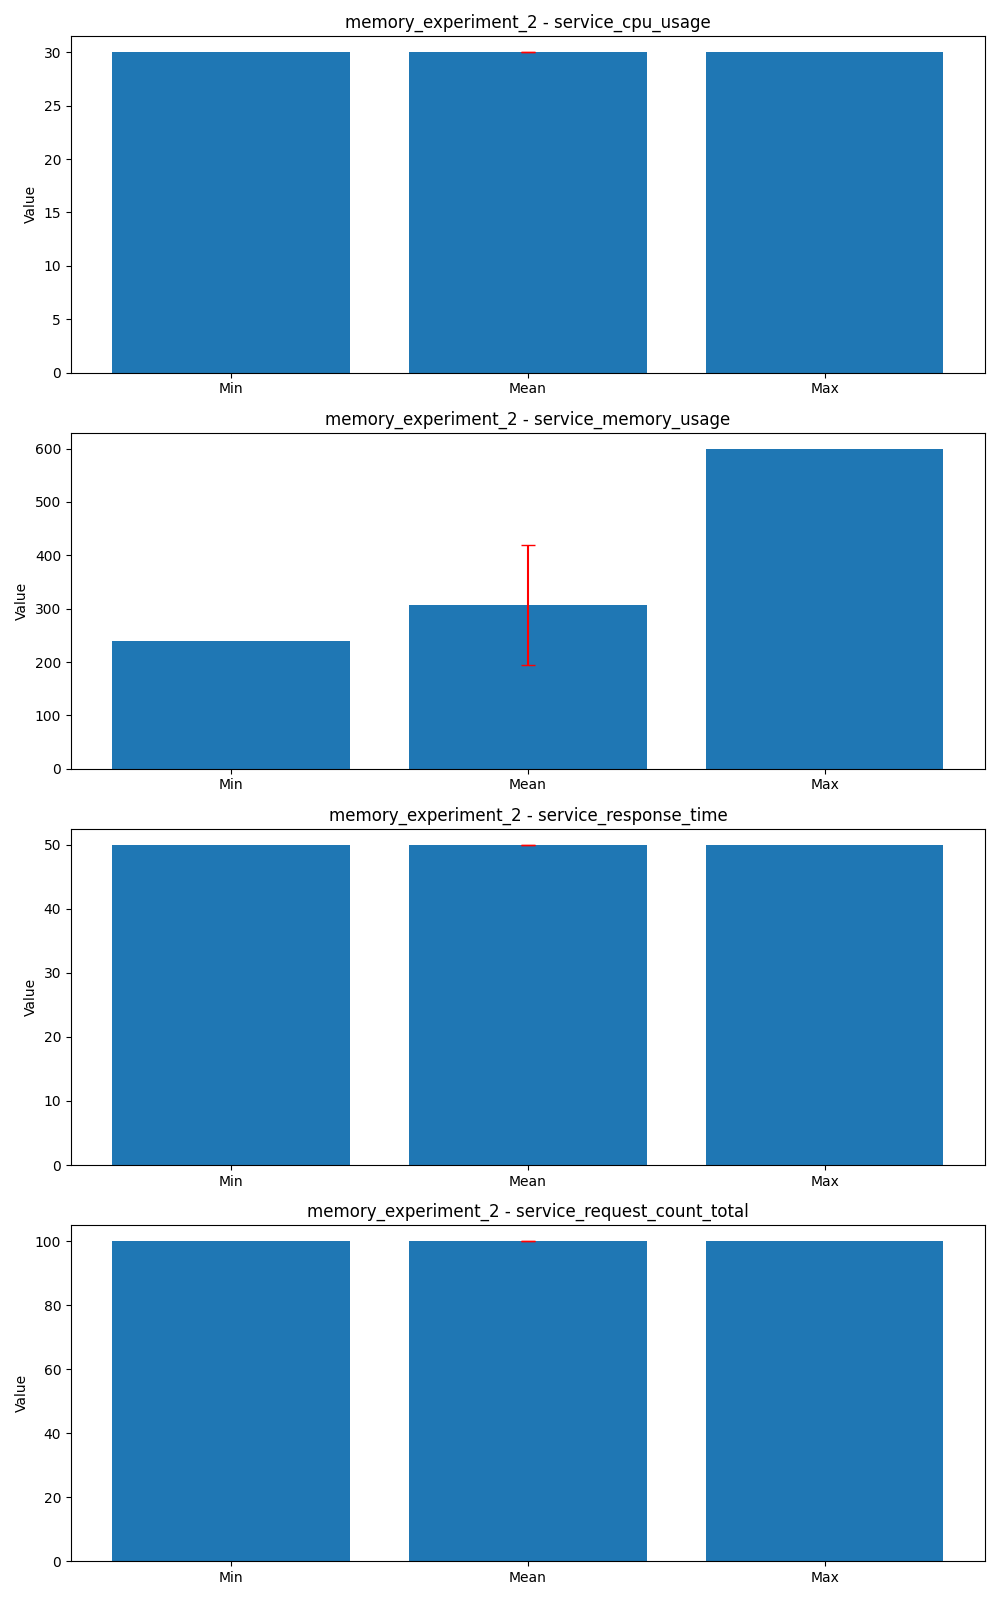 memory_experiment_2 - service_cpu_usage
30
25
20
15
10
5
0
Value
Min Mean Max
memory_experiment_2 - service_memory_usage
600
500
400
300
200
100
0
Value
Min Mean Max
memory_experiment_2 - service_response_time
50
40
30
20
10
0
Value
Min Mean Max
memory_experiment_2 - service_request_count_total
100
80
60
40
20
0
Value
Min Mean Max